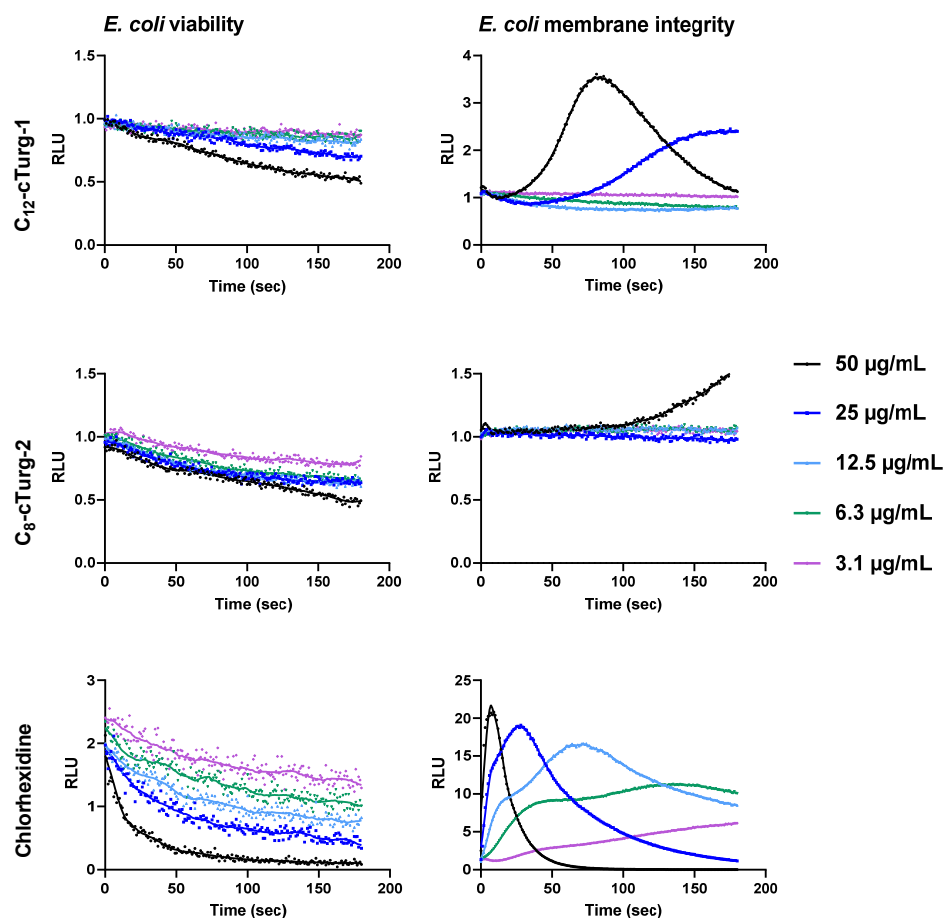 E. coli viability
E. coli membrane integrity
C12-cTurg-1
RLU
1.5
1.0
0.5
0.0
0 50 100 150 200
Time (sec)
RLU
4
3
2
1
0
0 50 100 150 200
Time (sec)
C8-cTurg-2
RLU
1.5
1.0
0.5
0.0
0 50 100 150 200
Time (sec)
RLU
1.5
1.0
0.5
0.0
0 50 100 150 200
Time (sec)
50 µg/mL
25 µg/mL
12.5 µg/mL
6.3 µg/mL
3.1 µg/mL
Chlorhexidine
RLU
3
2
1
0
0 50 100 150 200
Time (sec)
RLU
25
20
15
10
5
0
0 50 100 150 200
Time (sec)